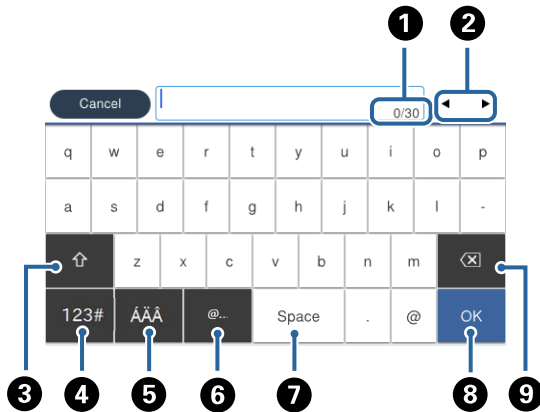 1 2
Cancel 0/30
q w e r t y u i o p
a s d f g h j k l -
z x c v b n m
123# ÁÄÂ @... Space . @ OK
3 4 5 6 7 8 9